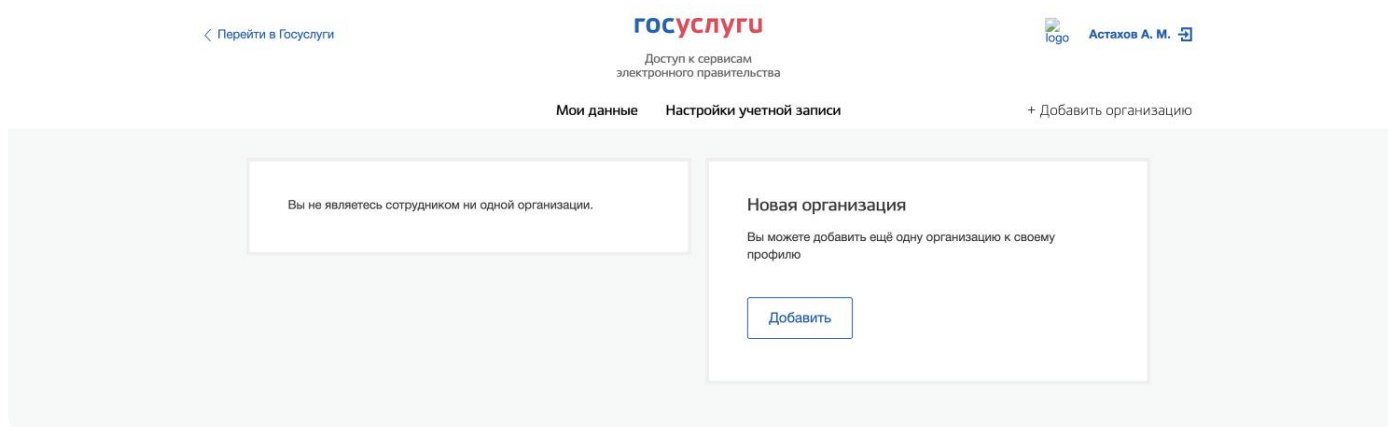 Перейти в Госуслуги
госуслуги
logo
Астахов А. М.
Доступ к сервисам
электронного правительства
Мои данные
Настройки учетной записи
+ Добавить организацию
Вы не являетесь сотрудником ни одной организации.
Новая организация
Вы можете добавить ещё одну организацию к своему
профилю
Добавить